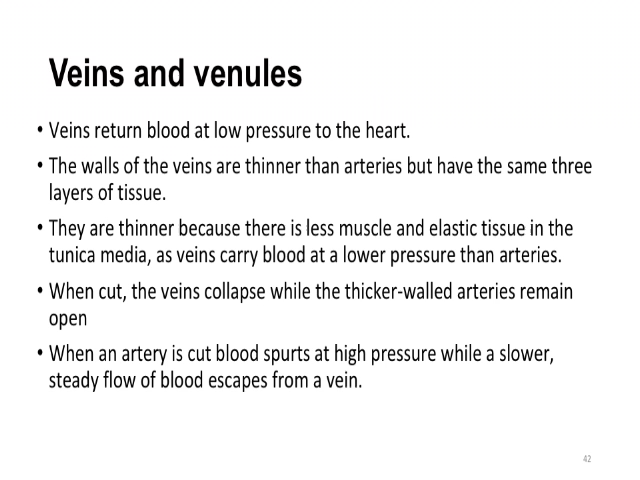 Veins and venules
• Veins return blood at low pressure to the heart.
• The walls of the veins are thinner than arteries but have the same three
layers of tissue.
• They are thinner because there is less muscle and elastic tissue in the
tunica media, as veins carry blood at a lower pressure than arteries.
• When cut, the veins collapse while the thicker-walled arteries remain
open
• When an artery is cut blood spurts at high pressure while a slower,
steady flow of blood escapes from a vein.
42